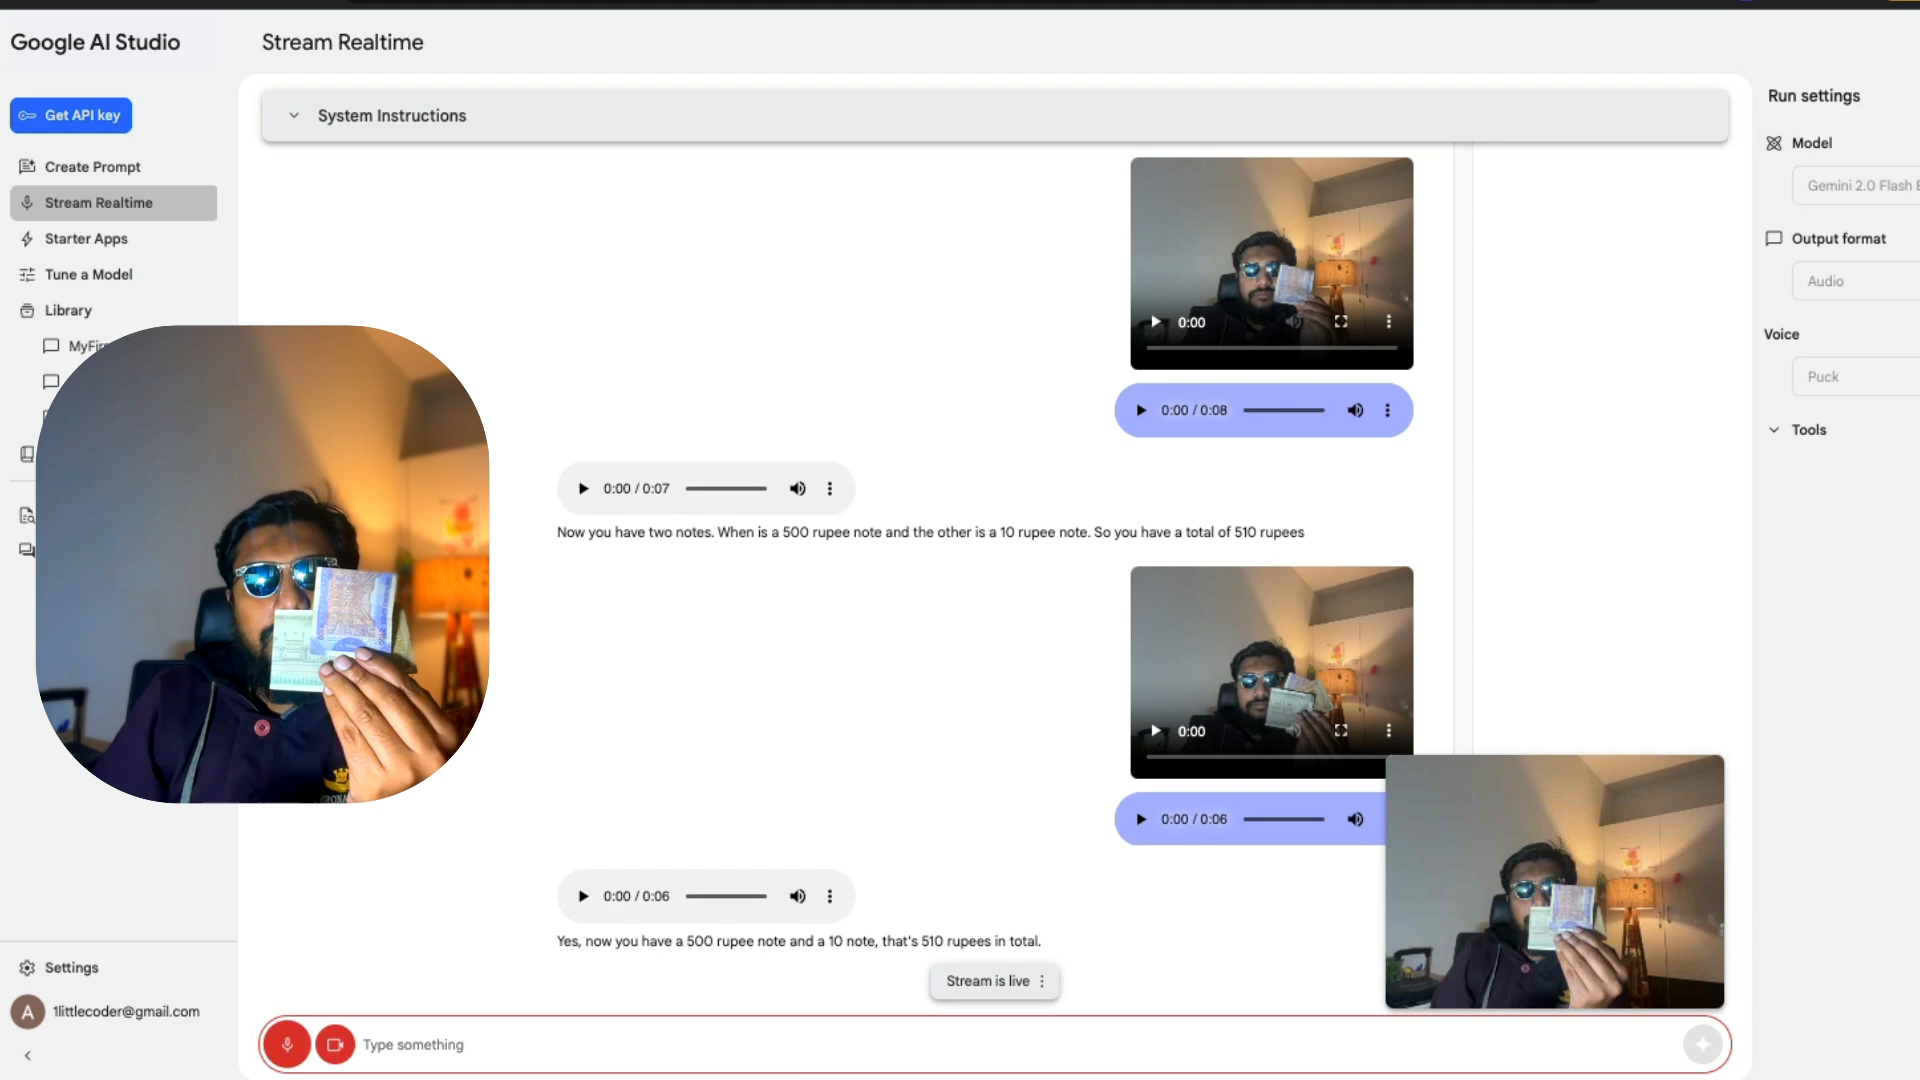 Google AI Studio
Stream Realtime
Get API key
Create Prompt
Stream Realtime
Starter Apps
Tune a Model
Library
Settings
1littlecoder@gmail.com
A
System Instructions
0:00
0:00 / 0:08
0:00 / 0:07
Now you have two notes. When is a 500 rupee note and the other is a 10 rupee note. So you have a total of 510 rupees
0:00
0:00 / 0:06
0:00 / 0:06
Yes, now you have a 500 rupee note and a 10 note, that's 510 rupees in total.
Stream is live
Type something
Run settings
Model
Gemini 2.0 Flash
Output format
Audio
Voice
Puck
Tools